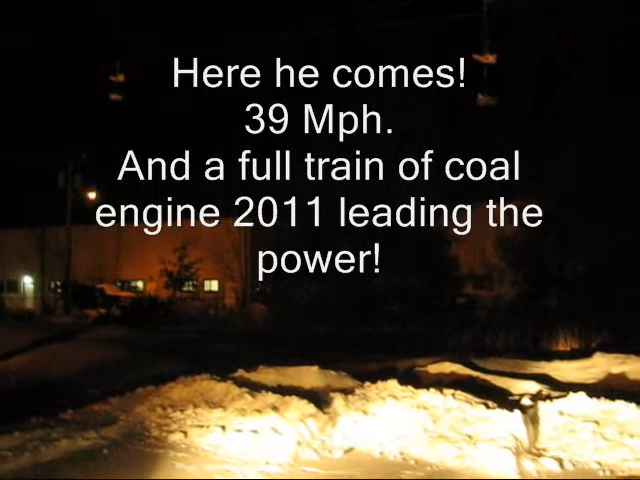 Here he comes!
39 Mph.
And a full train of coal
engine 2011 leading the
power!